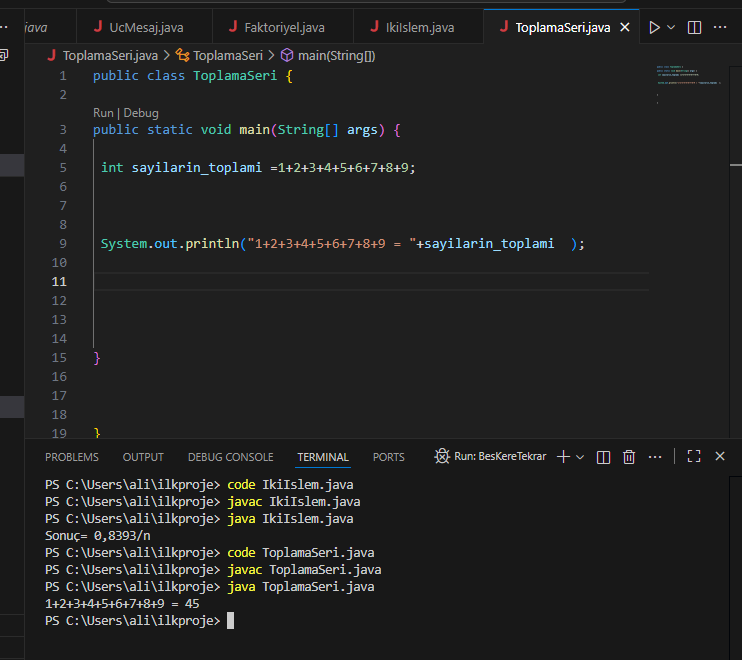 java UcMesaj.java Faktoriyel.java IkiIslem.java ToplamaSeri.java
ToplamaSeri.java > ToplamaSeri > main(String[])
1 public class ToplamaSeri {
2
Run | Debug
3 public static void main(String[] args) {
4
5 int sayilarin_toplami =1+2+3+4+5+6+7+8+9;
6
7
8
9 System.out.println("1+2+3+4+5+6+7+8+9 = "+sayilarin_toplami  );
10
11
12
13
14
15 }
16
17
18
19 }
PROBLEMS OUTPUT DEBUG CONSOLE TERMINAL PORTS Run: BesKereTekrar
PS C:\Users\ali\ilkproje> code IkiIslem.java
PS C:\Users\ali\ilkproje> javac IkiIslem.java
PS C:\Users\ali\ilkproje> java IkiIslem.java
Sonuç= 0,8393/n
PS C:\Users\ali\ilkproje> code ToplamaSeri.java
PS C:\Users\ali\ilkproje> javac ToplamaSeri.java
PS C:\Users\ali\ilkproje> java ToplamaSeri.java
1+2+3+4+5+6+7+8+9 = 45
PS C:\Users\ali\ilkproje>